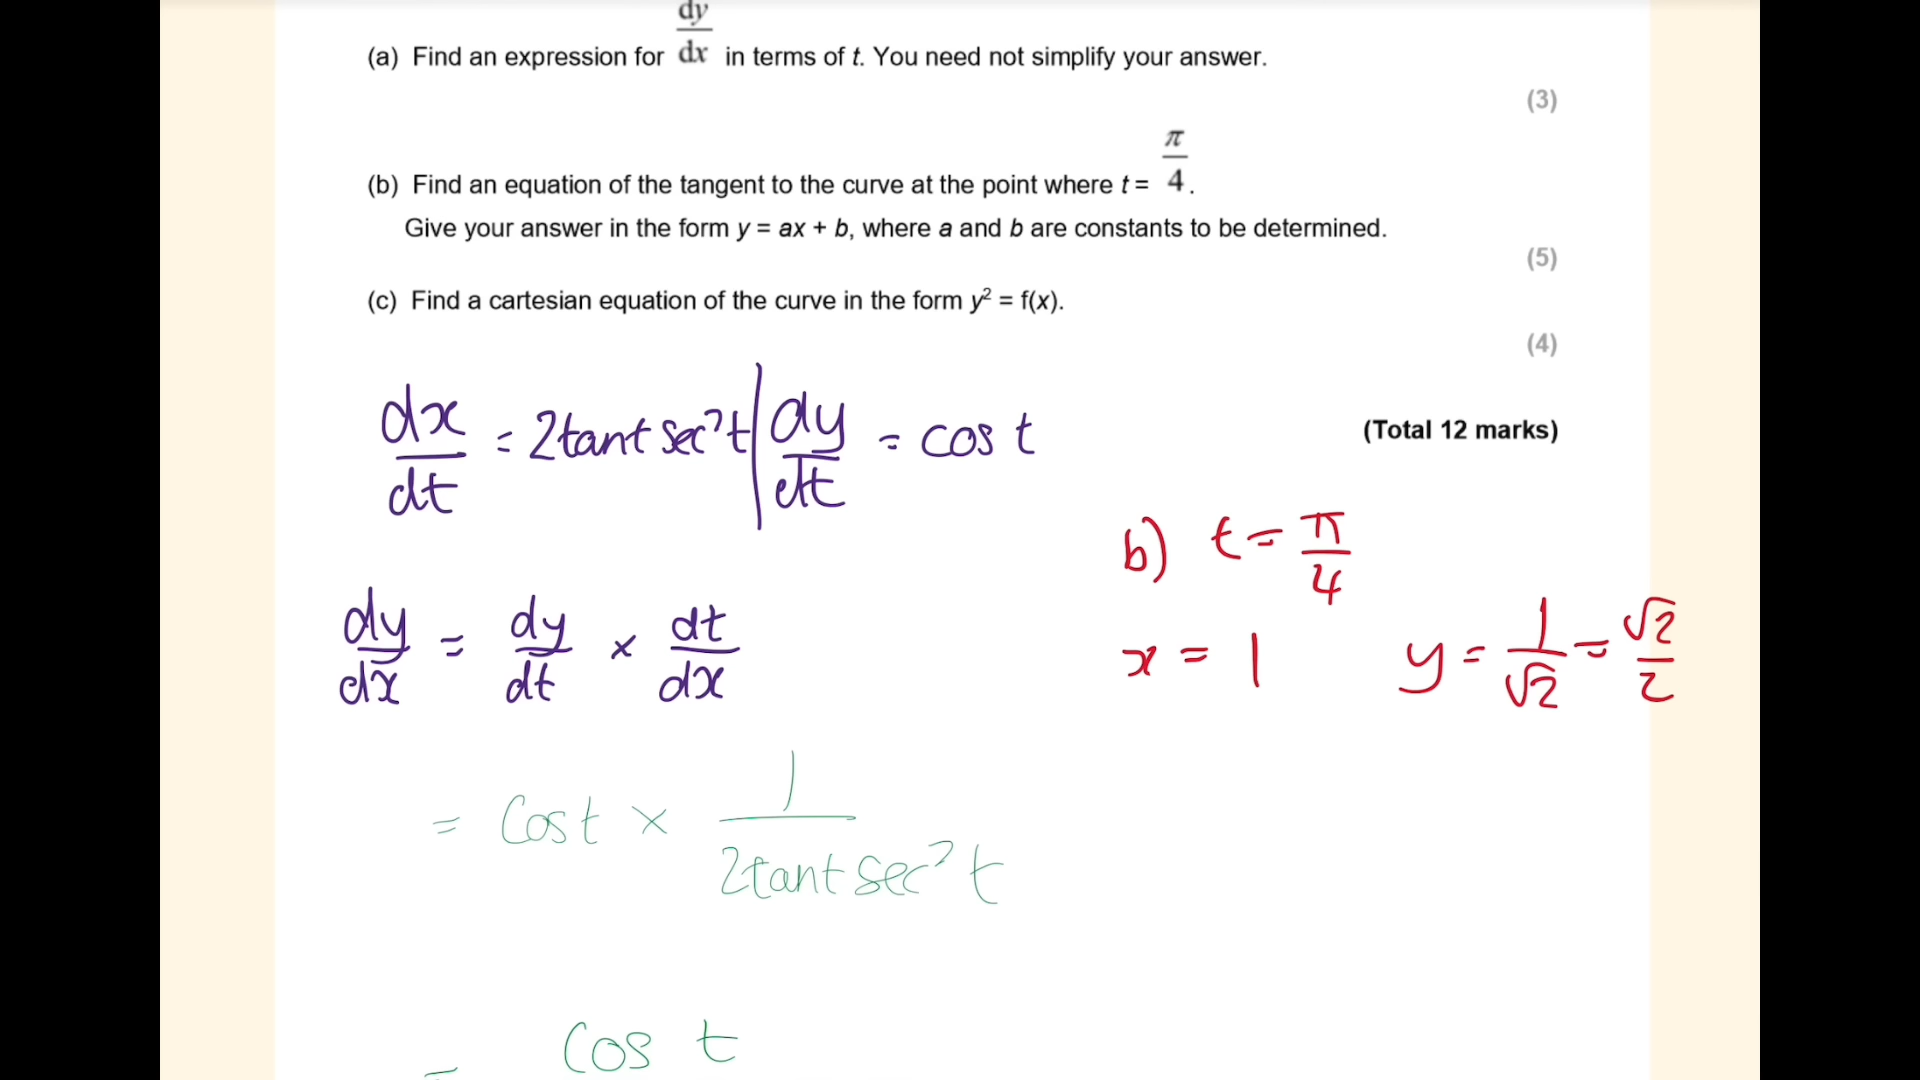 (a) Find an expression for dy/dx in terms of t. You need not simplify your answer.
(3)
(b) Find an equation of the tangent to the curve at the point where t = π/4.
Give your answer in the form y = ax + b, where a and b are constants to be determined.
(5)
(c) Find a cartesian equation of the curve in the form y² = f(x).
(4)
(Total 12 marks)
dx/dt = 2tant sec²t | dy/dt = cos t
b) t = π/4
dy/dx = dy/dt × dt/dx
x = 1 y = 1/√2 = √2/2
= Cost × 1/2tant sec² t
= Cos t